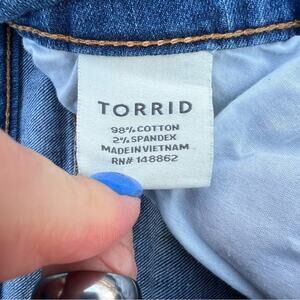 TORRID
98% COTTON
2% SPANDEX
MADE IN VIETNAM
RN# 148862